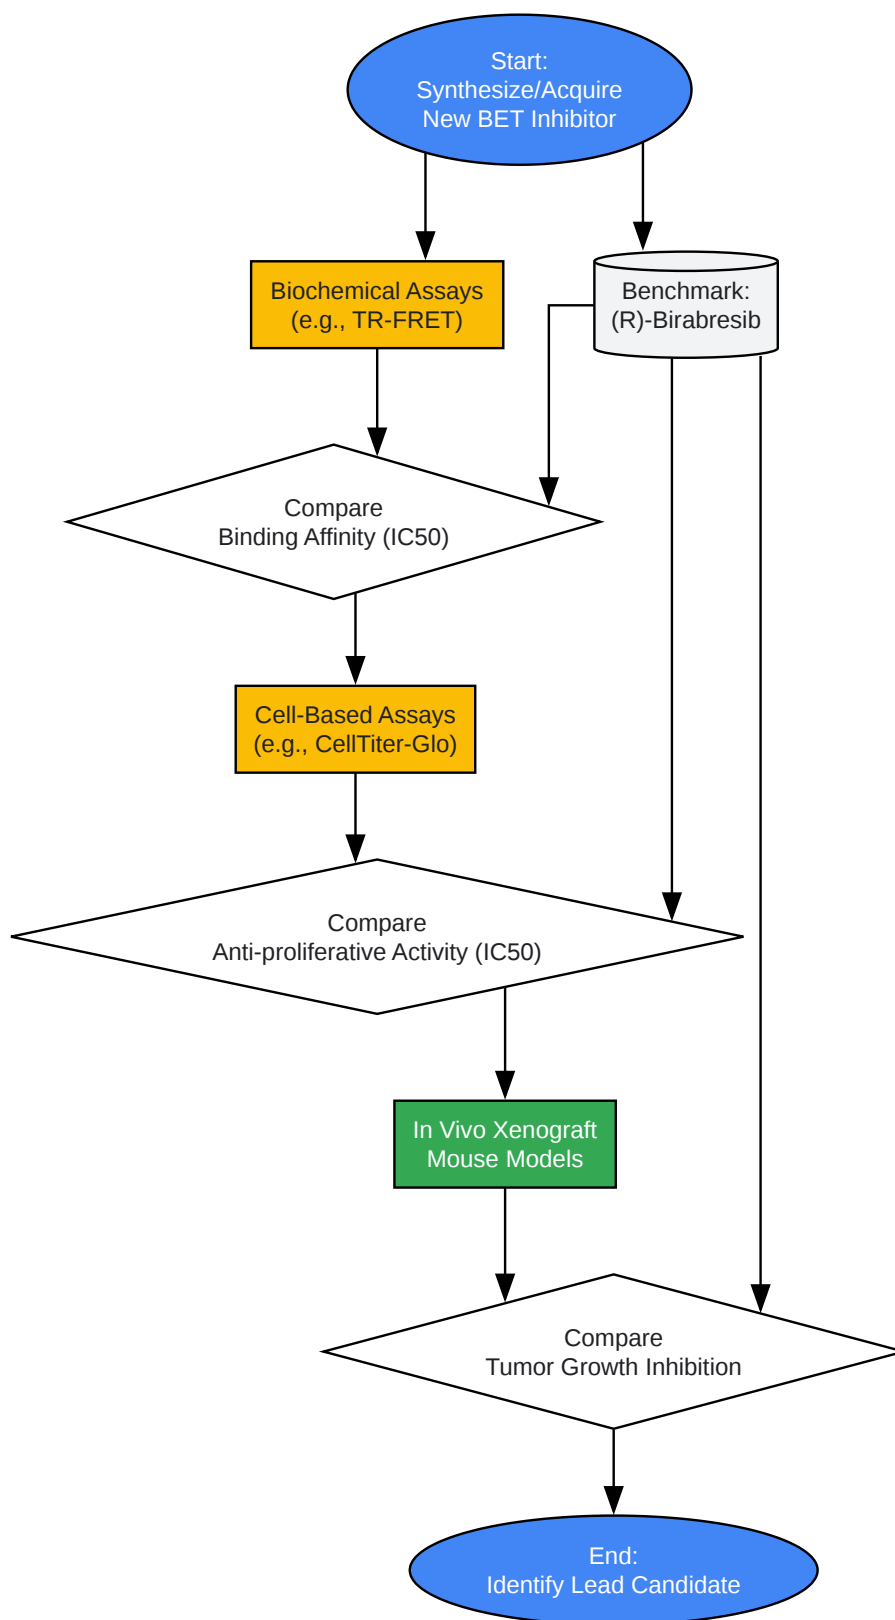 Start:
Synthesize/Acquire
New BET Inhibitor
Biochemical Assays
(e.g., TR-FRET)
Benchmark:
(R)-Birabresib
Compare
Binding Affinity (IC50)
Cell-Based Assays
(e.g., CellTiter-Glo)
Compare
Anti-proliferative Activity (IC50)
In Vivo Xenograft
Mouse Models
Compare
Tumor Growth Inhibition
End:
Identify Lead Candidate